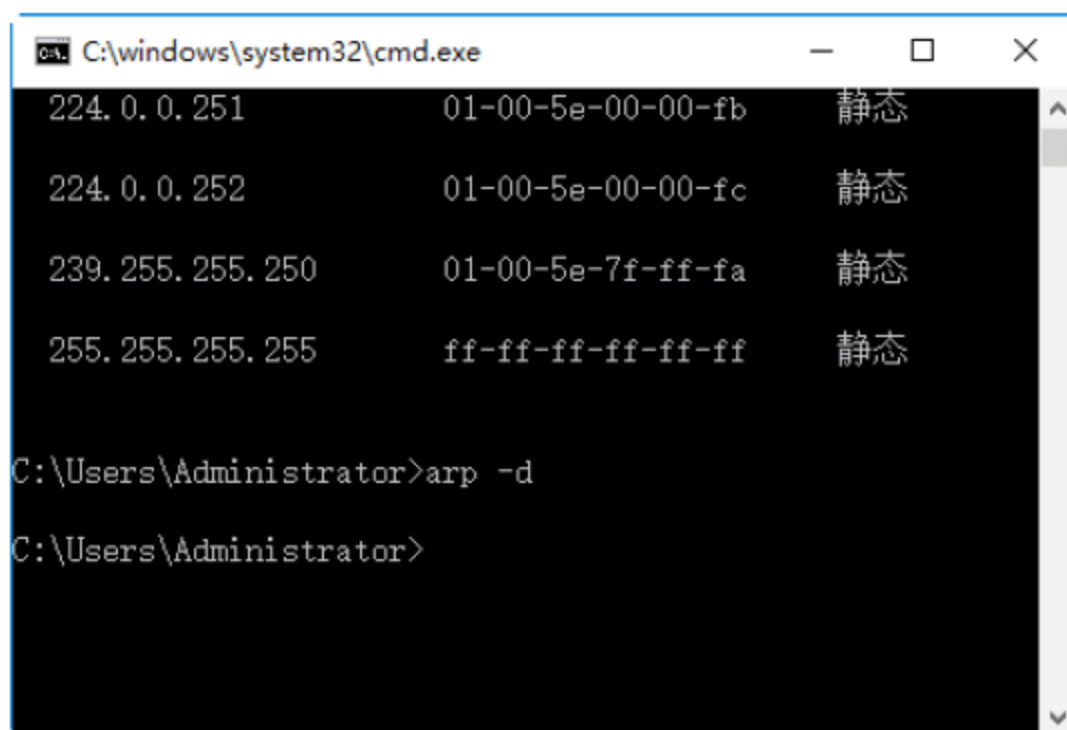 C:\windows\system32\cmd.exe
224.0.0.251 01-00-5e-00-00-fb 静态
224.0.0.252 01-00-5e-00-00-fc 静态
239.255.255.250 01-00-5e-7f-ff-fa 静态
255.255.255.255 ff-ff-ff-ff-ff-ff 静态
C:\Users\Administrator>arp -d
C:\Users\Administrator>